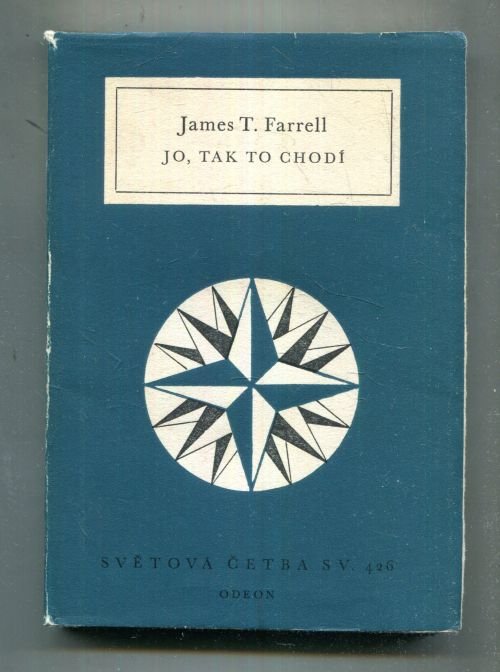 James T. Farrell
JO, TAK TO CHODÍ
SVĚTOVÁ ČETBA SV. 426
ODEON